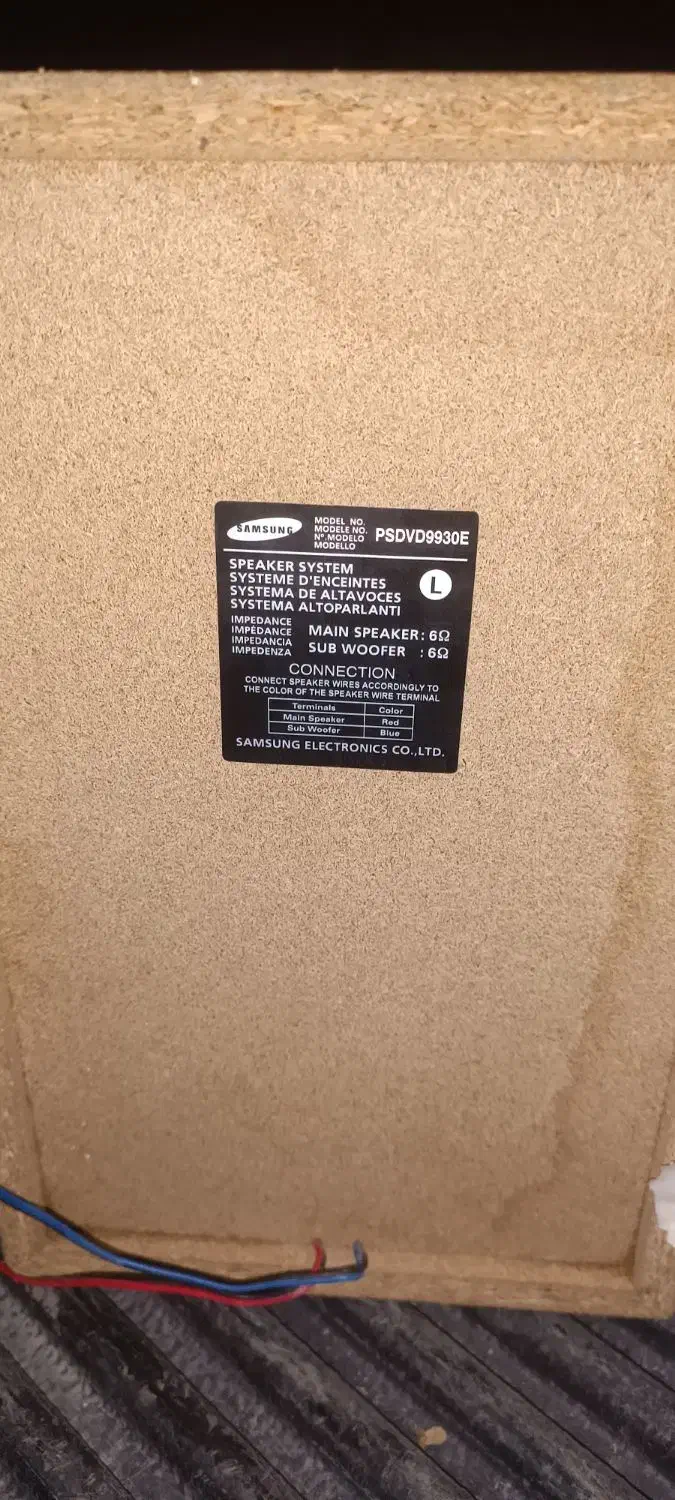 SAMSUNG
MODEL NO.
MODELE NO.
N°.MODELO
MODELLO
PSDVD9930E
SPEAKER SYSTEM
SYSTEME D'ENCEINTES
SYSTEMA DE ALTAVOCES
SYSTEMA ALTOPARLANTI
L
IMPEDANCE
IMPÉDANCE
IMPEDANCIA
IMPEDENZA
MAIN SPEAKER : 6Ω
SUB WOOFER : 6Ω
CONNECTION
CONNECT SPEAKER WIRES ACCORDINGLY TO
THE COLOR OF THE SPEAKER WIRE TERMINAL
Terminals Color
Main Speaker Red
Sub Woofer Blue
SAMSUNG ELECTRONICS CO.,LTD.